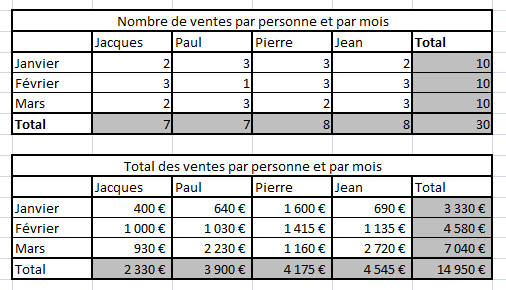 Nombre de ventes par personne et par mois
Jacques Paul Pierre Jean Total
Janvier 2 3 3 2 10
Février 3 1 3 3 10
Mars 2 3 2 3 10
Total 7 7 8 8 30
Total des ventes par personne et par mois
Jacques Paul Pierre Jean Total
Janvier 400 € 640 € 1 600 € 690 € 3 330 €
Février 1 000 € 1 030 € 1 415 € 1 135 € 4 580 €
Mars 930 € 2 230 € 1 160 € 2 720 € 7 040 €
Total 2 330 € 3 900 € 4 175 € 4 545 € 14 950 €